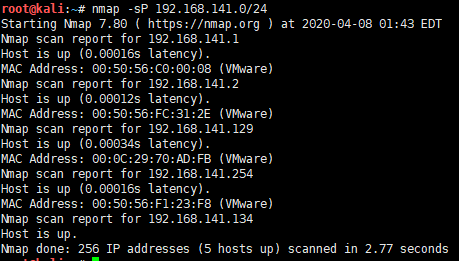 root@kali:~# nmap -sP 192.168.141.0/24
Starting Nmap 7.80 ( https://nmap.org ) at 2020-04-08 01:43 EDT
Nmap scan report for 192.168.141.1
Host is up (0.00016s latency).
MAC Address: 00:50:56:C0:00:08 (VMware)
Nmap scan report for 192.168.141.2
Host is up (0.00012s latency).
MAC Address: 00:50:56:FC:31:2E (VMware)
Nmap scan report for 192.168.141.129
Host is up (0.00034s latency).
MAC Address: 00:0C:29:70:AD:FB (VMware)
Nmap scan report for 192.168.141.254
Host is up (0.00016s latency).
MAC Address: 00:50:56:F1:23:F8 (VMware)
Nmap scan report for 192.168.141.134
Host is up.
Nmap done: 256 IP addresses (5 hosts up) scanned in 2.77 seconds